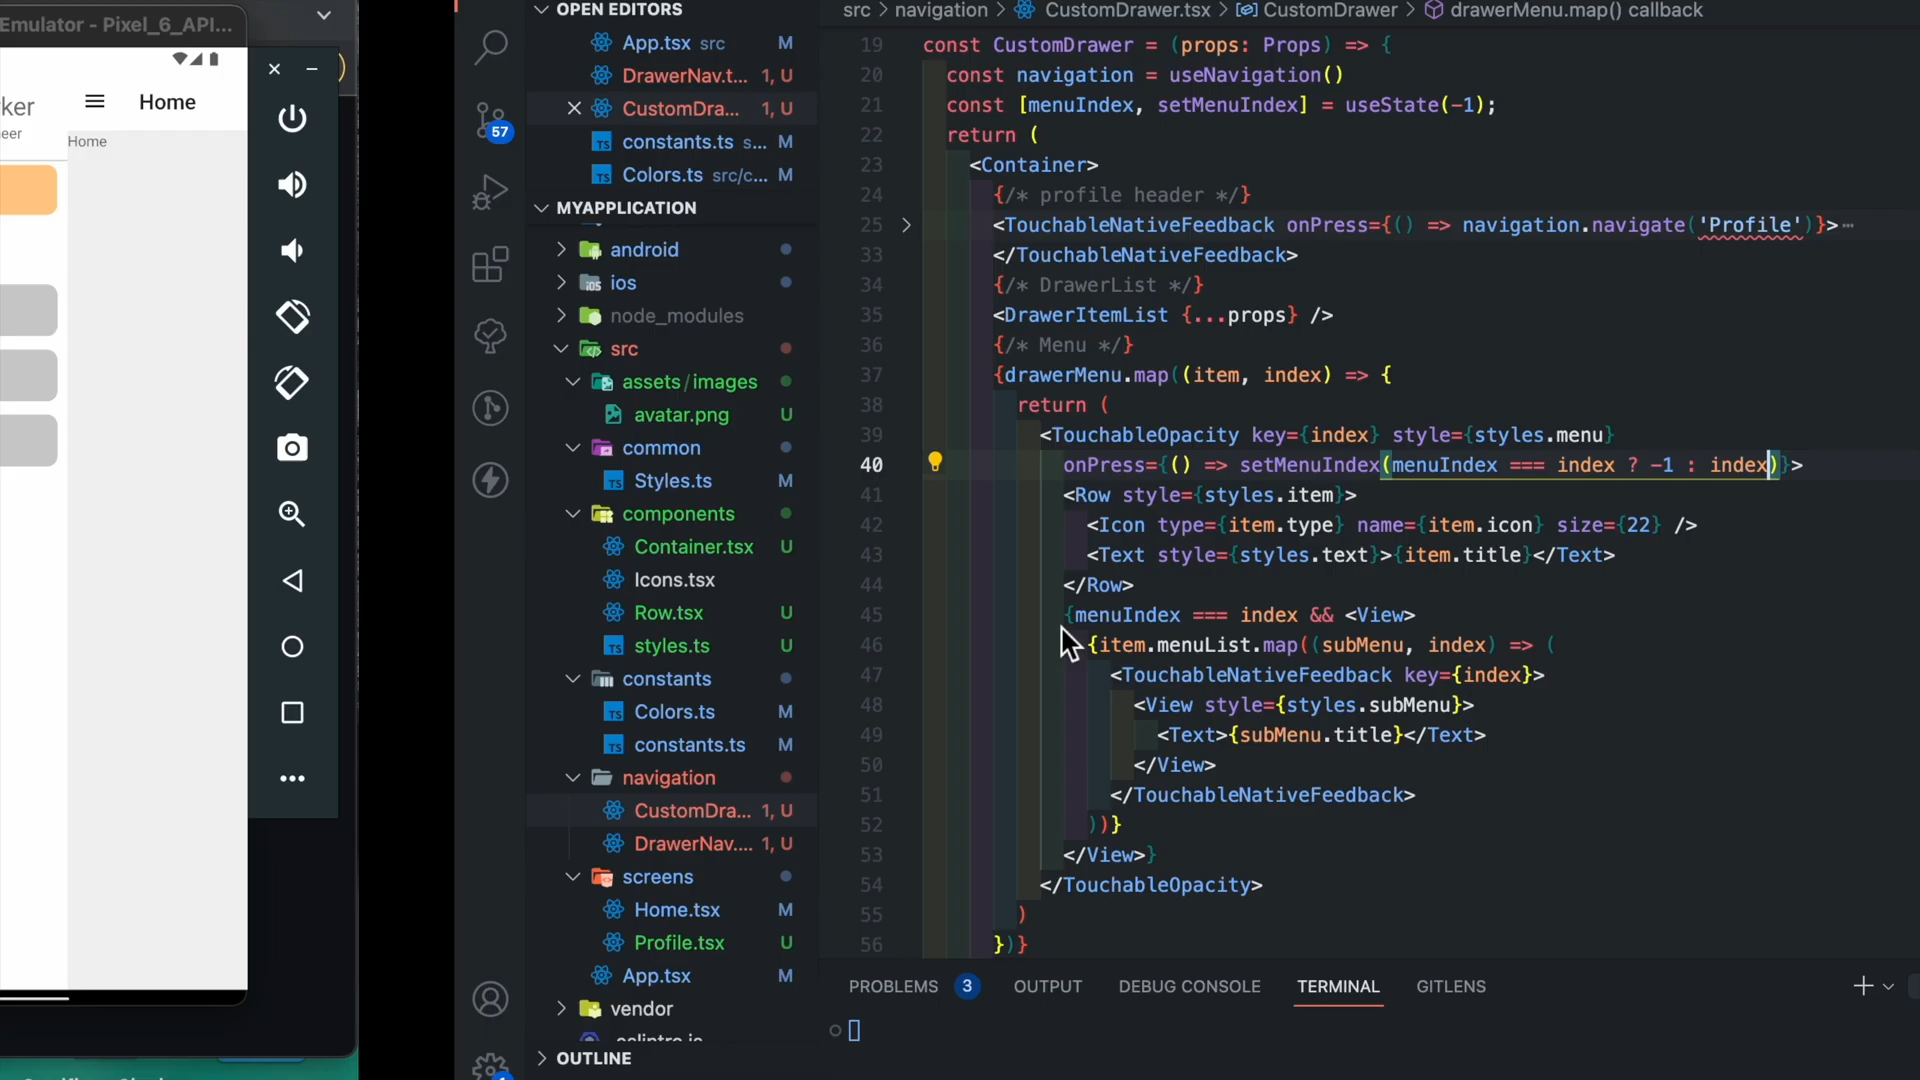 Emulator - Pixel_6_API...
ker
eer
Home
Home
57
OPEN EDITORS
App.tsx src M
DrawerNav.t... 1, U
CustomDra... 1, U
TS constants.ts s... M
TS Colors.ts src/c... M
MYAPPLICATION
android
ios ios
node_modules
src
assets/images
avatar.png U
common
TS Styles.ts M
components
Container.tsx U
Icons.tsx
Row.tsx U
TS styles.ts U
constants
TS Colors.ts M
TS constants.ts M
navigation
CustomDra... 1, U
DrawerNav.... 1, U
screens
Home.tsx M
Profile.tsx U
App.tsx M
vendor
OUTLINE
src > navigation > CustomDrawer.tsx > CustomDrawer > drawerMenu.map() callback
19 const CustomDrawer = (props: Props) => {
20 const navigation = useNavigation()
21 const [menuIndex, setMenuIndex] = useState(-1);
22 return (
23 <Container>
24 {/* profile header */}
25 <TouchableNativeFeedback onPress={() => navigation.navigate('Profile')}>…
33 </TouchableNativeFeedback>
34 {/* DrawerList */}
35 <DrawerItemList {...props} />
36 {/* Menu */}
37 {drawerMenu.map((item, index) => {
38 return (
39 <TouchableOpacity key={index} style={styles.menu}
40 onPress={() => setMenuIndex(menuIndex === index ? -1 : index)}>
41 <Row style={styles.item}>
42 <Icon type={item.type} name={item.icon} size={22} />
43 <Text style={styles.text}>{item.title}</Text>
44 </Row>
45 {menuIndex === index && <View>
46 {item.menuList.map((subMenu, index) => (
47 <TouchableNativeFeedback key={index}>
48 <View style={styles.subMenu}>
49 <Text>{subMenu.title}</Text>
50 </View>
51 </TouchableNativeFeedback>
52 ))}
53 </View>}
54 </TouchableOpacity>
55 )
56 })}
PROBLEMS 3 OUTPUT DEBUG CONSOLE TERMINAL GITLENS